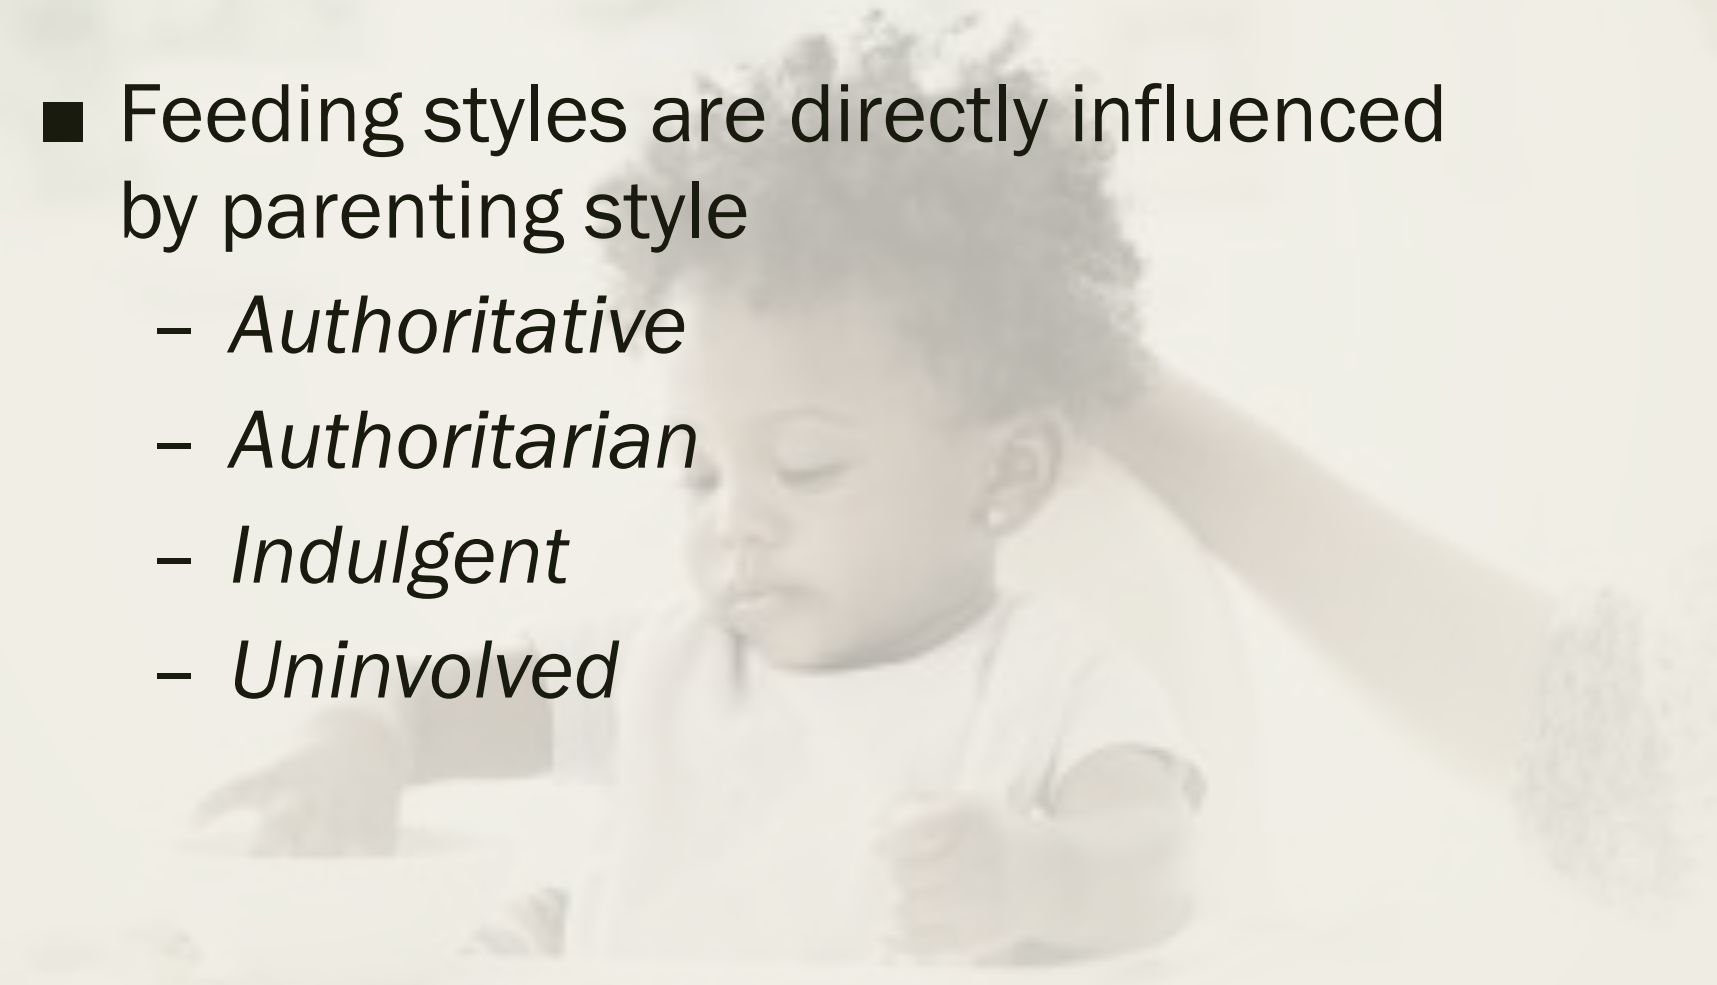 ■ Feeding styles are directly influenced
by parenting style
– Authoritative
– Authoritarian
– Indulgent
– Uninvolved